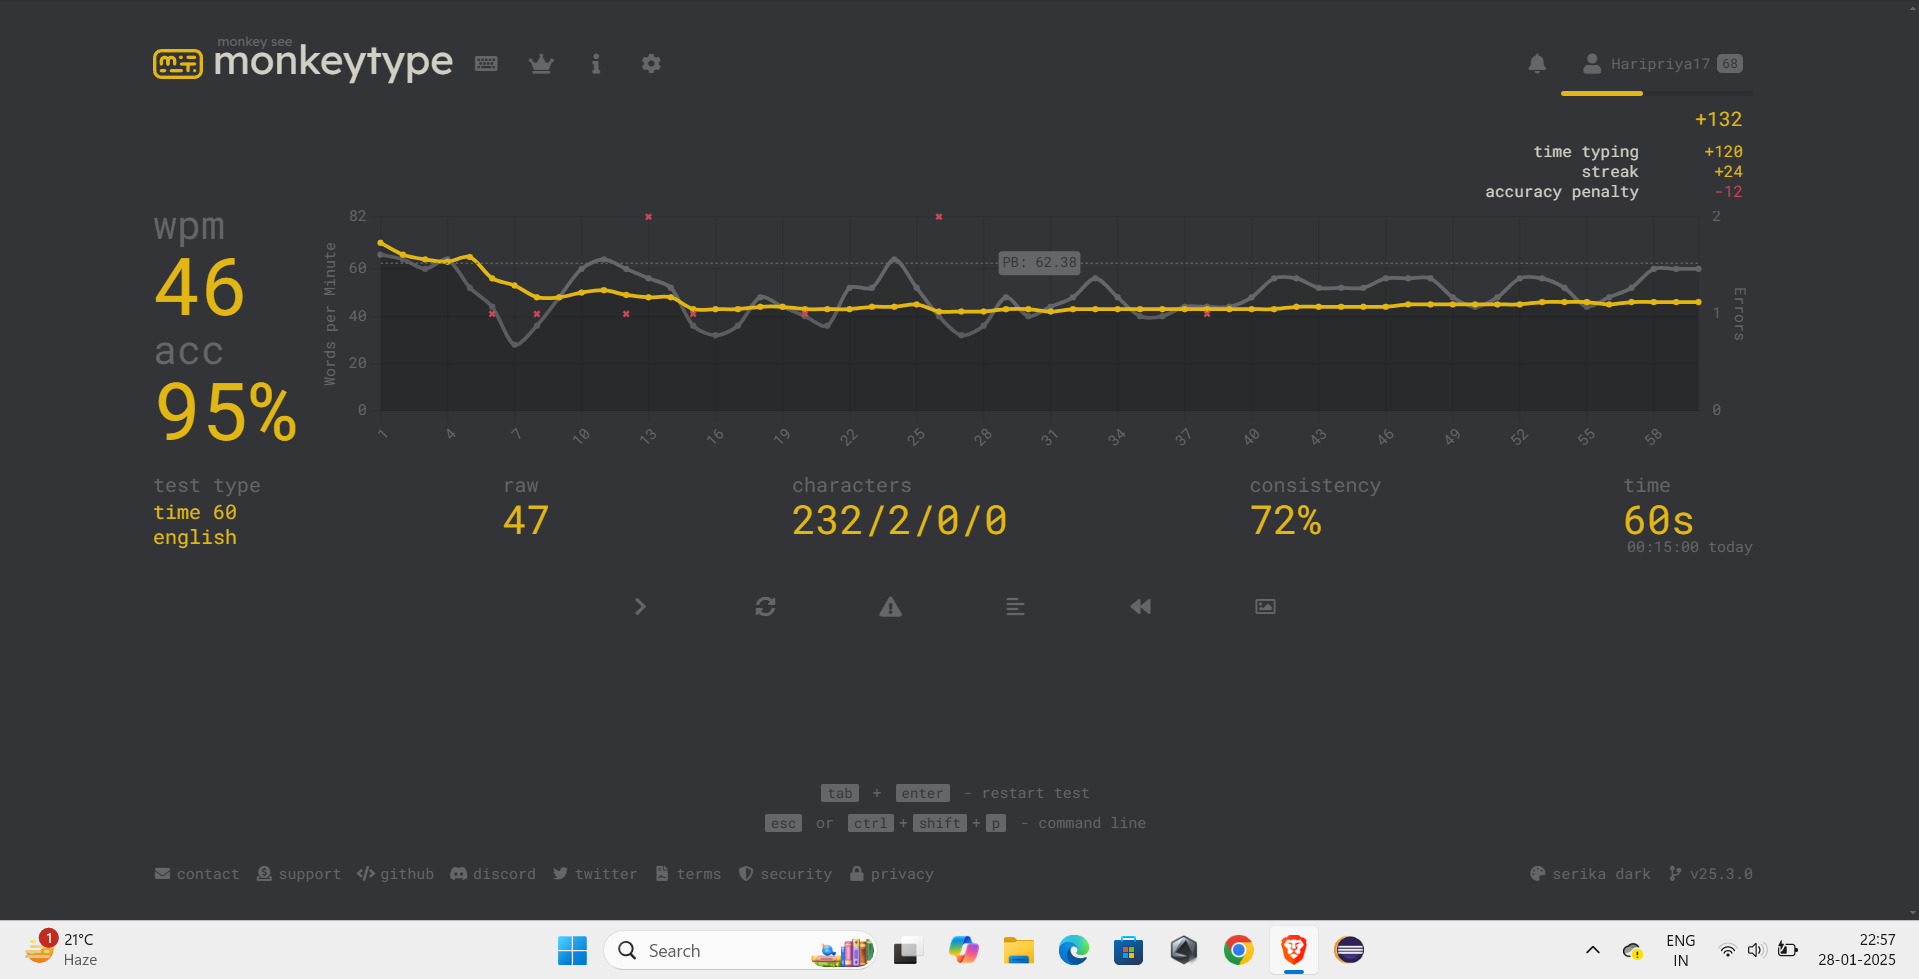 monkey see
monkeytype
Haripriya17 68
+132
time typing +120
streak +24
accuracy penalty -12
wpm
46
acc
95%
Words per Minute
82
60
40
20
0
PB: 62.38
2
1
0
Errors
1 4 7 10 13 16 19 22 25 28 31 34 37 40 43 46 49 52 55 58
test type
time 60
english
raw
47
characters
232/2/0/0
consistency
72%
time
60s
00:15:00 today
tab + enter - restart test
esc or ctrl + shift + p - command line
contact support github discord twitter terms security privacy
serika dark v25.3.0
1
21°C
Haze
Search
ENG
IN
22:57
28-01-2025